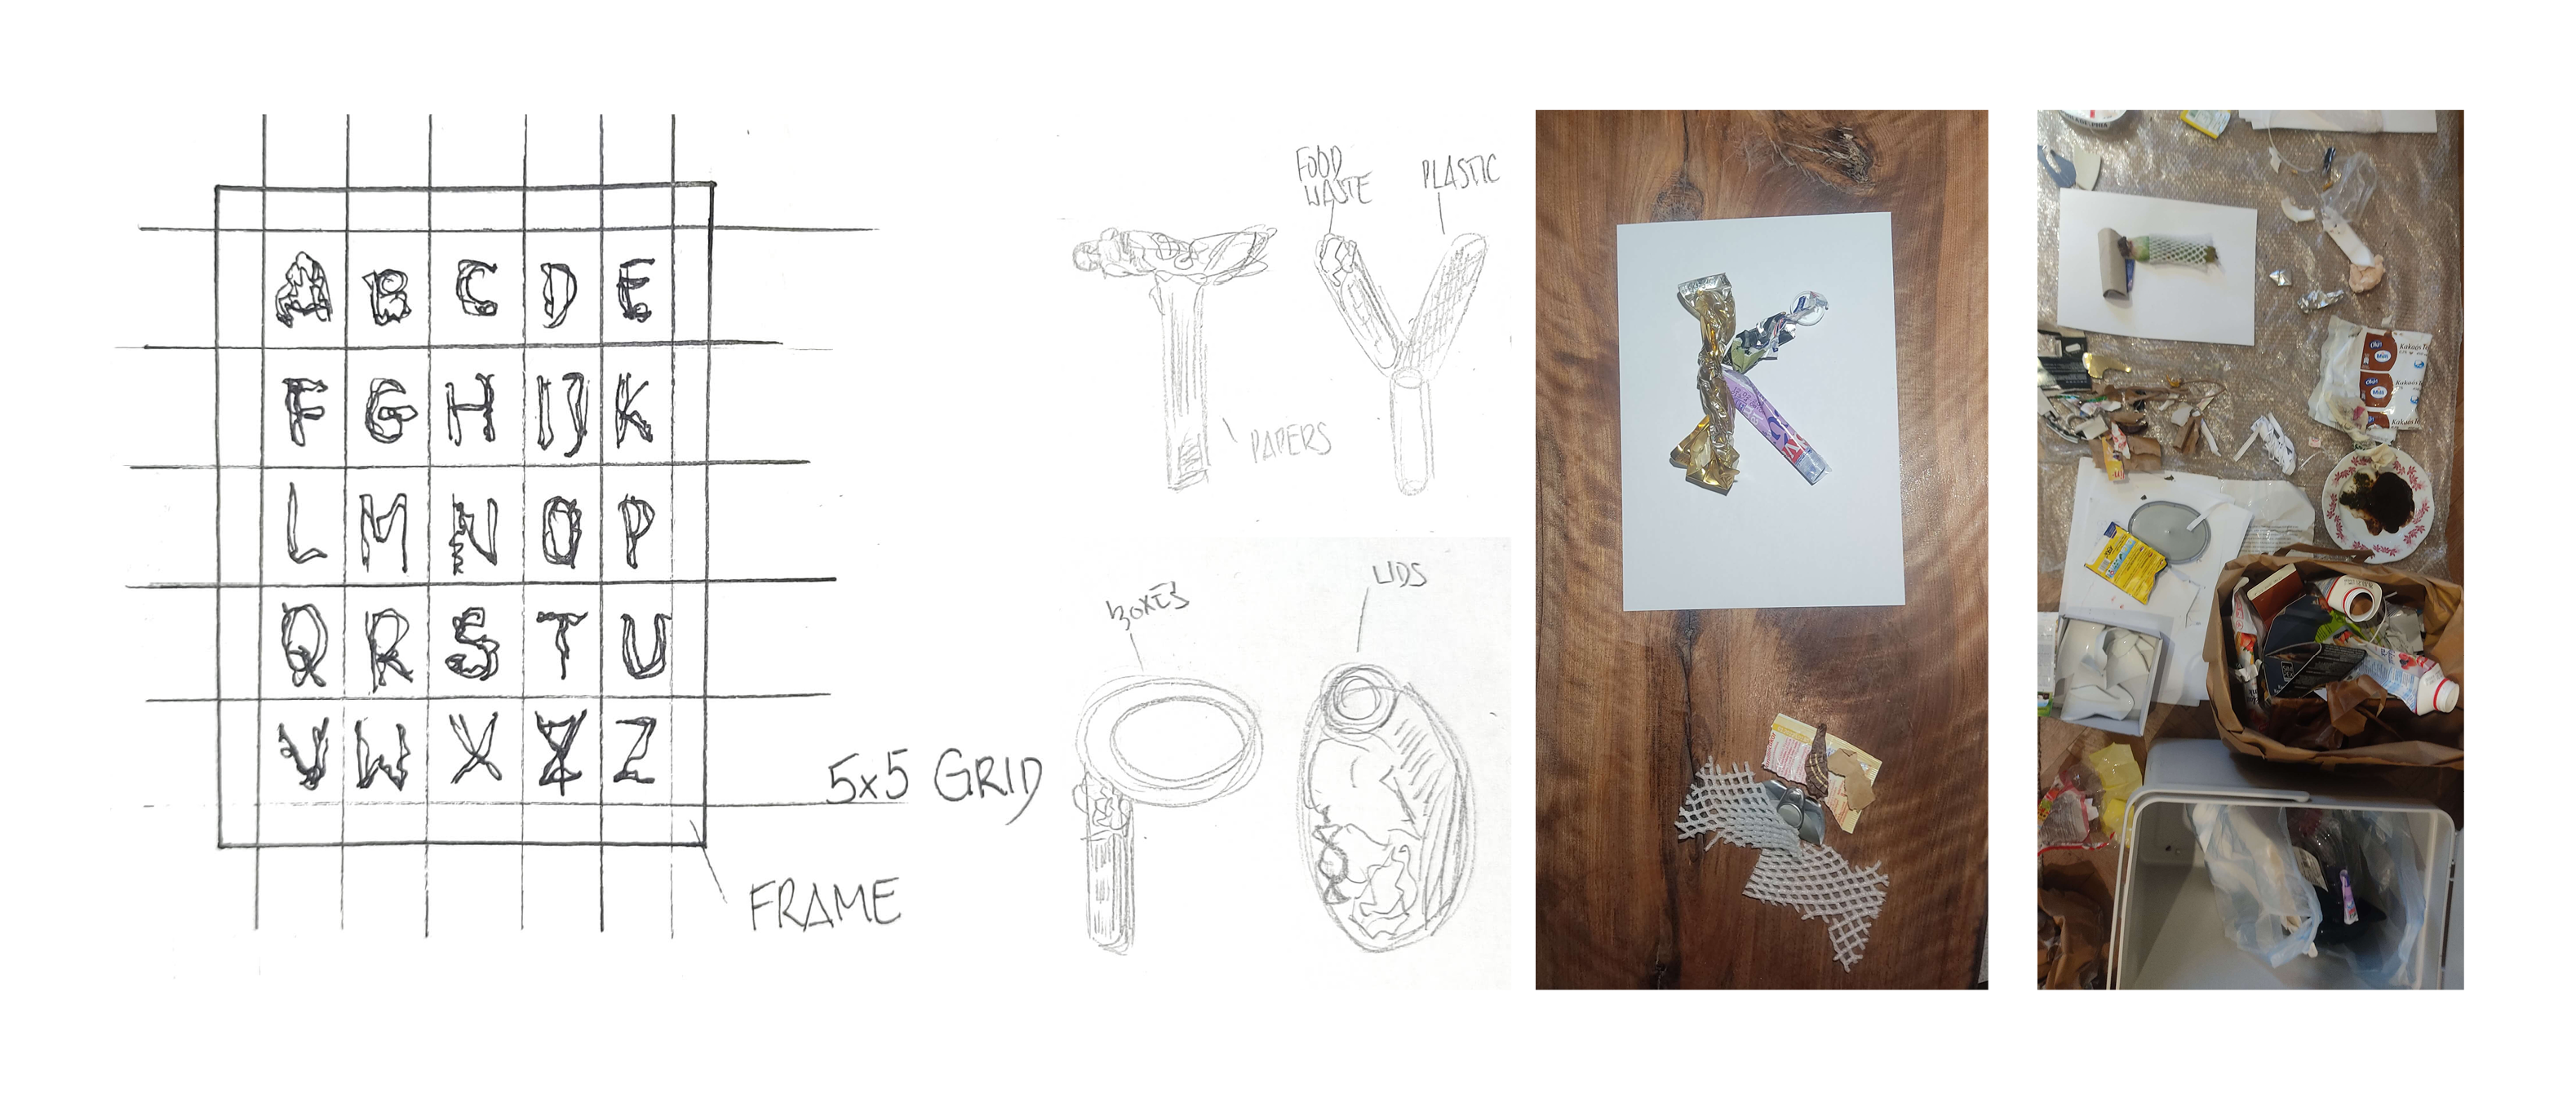 A B C D E
F G H IJ K
L M N O P
Q R S T U
V W X Y Z
5x5 GRID
FRAME
FOOD
WASTE
PLASTIC
PAPERS
BOXES
LIDS
K